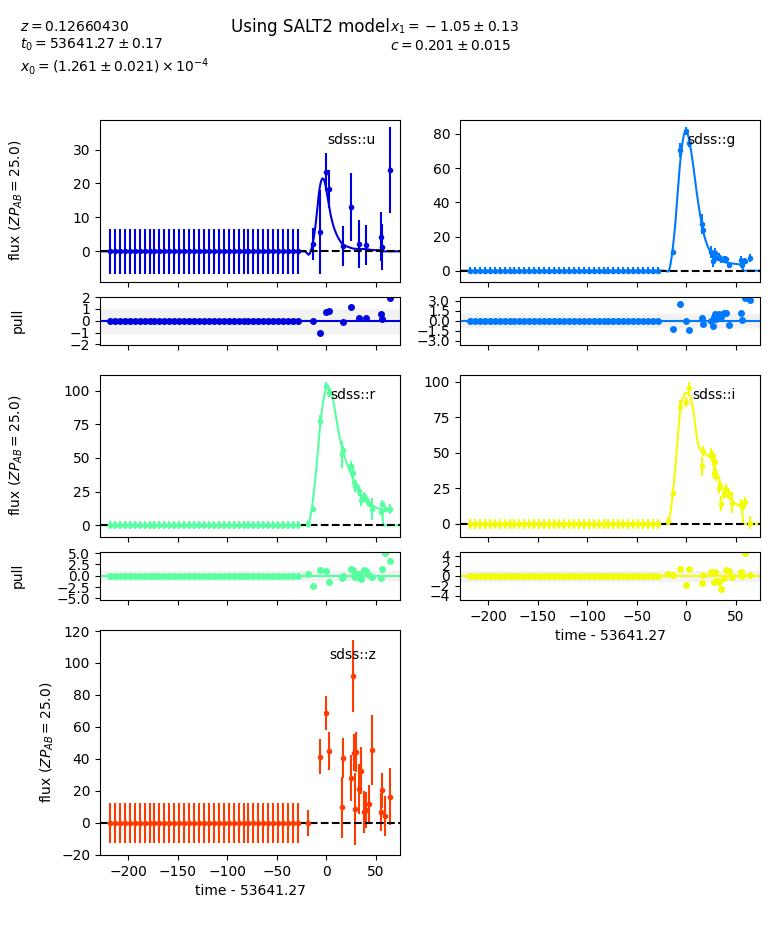 z = 0.12660430
Using SALT2 model
x₁ = −1.05 ± 0.13
t₀ = 53641.27 ± 0.17
c = 0.201 ± 0.015
x₀ = (1.261 ± 0.021) × 10⁻⁴
flux (ZP_AB = 25.0)
sdss::u
30
20
10
0
sdss::g
80
60
40
20
0
pull
2
1
0
−1
−2
3.0
1.5
0.0
−1.5
−3.0
flux (ZP_AB = 25.0)
sdss::r
100
75
50
25
0
sdss::i
100
75
50
25
0
pull
5.0
2.5
0.0
−2.5
−5.0
4
2
0
−2
−4
−200 −150 −100 −50 0 50
time - 53641.27
flux (ZP_AB = 25.0)
sdss::z
120
100
80
60
40
20
0
−20
−200 −150 −100 −50 0 50
time - 53641.27